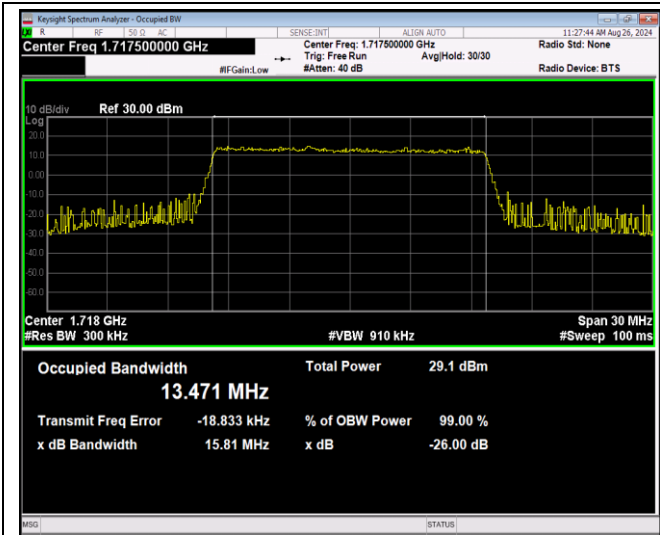 Keysight Spectrum Analyzer - Occupied BW
R RF 50 Ω AC SENSE:INT ALIGN AUTO 11:27:44 AM Aug 26, 2024
Center Freq 1.717500000 GHz Center Freq: 1.717500000 GHz Radio Std: None
Trig: Free Run Avg|Hold: 30/30
#IFGain:Low #Atten: 40 dB Radio Device: BTS
10 dB/div Ref 30.00 dBm
Log
20.0
10.0
0.00
-10.0
-20.0
-30.0
-40.0
-50.0
-60.0
Center 1.718 GHz Span 30 MHz
#Res BW 300 kHz #VBW 910 kHz #Sweep 100 ms
Occupied Bandwidth Total Power 29.1 dBm
13.471 MHz
Transmit Freq Error -18.833 kHz % of OBW Power 99.00 %
x dB Bandwidth 15.81 MHz x dB -26.00 dB
MSG STATUS